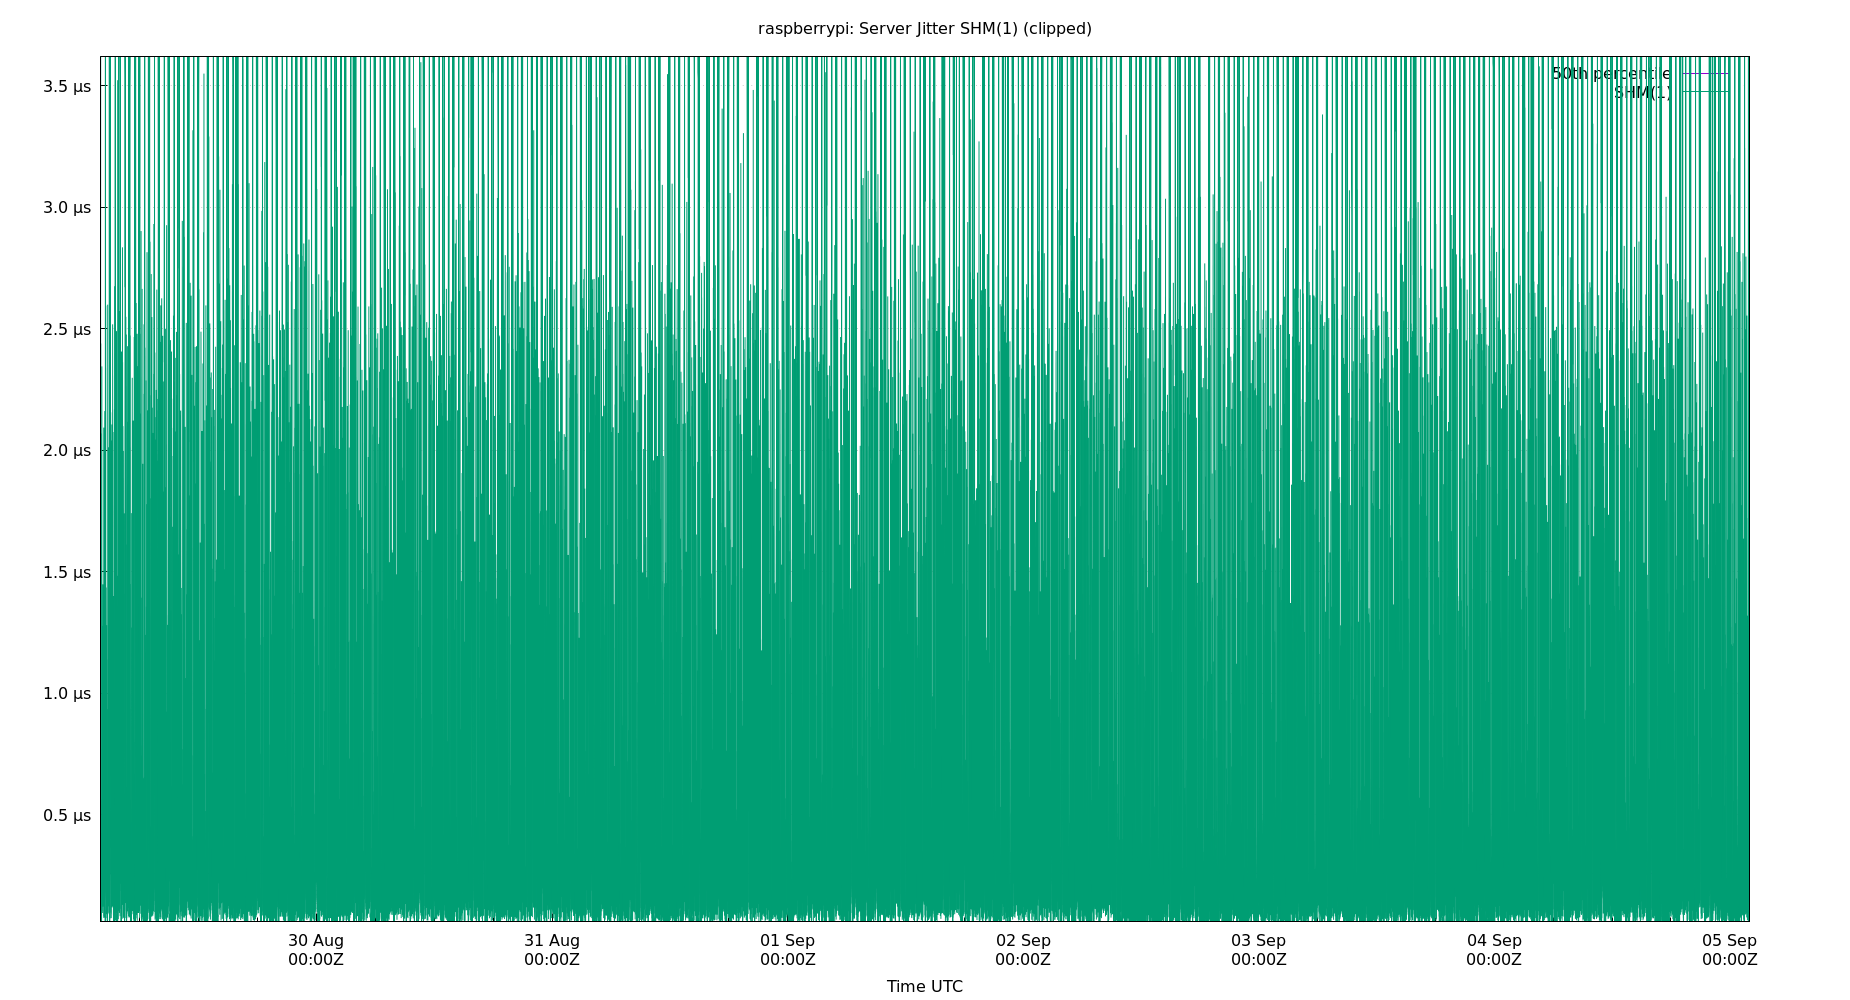 raspberrypi: Server Jitter SHM(1) (clipped)
3.5 µs
3.0 µs
2.5 µs
2.0 µs
1.5 µs
1.0 µs
0.5 µs
50th percentile
SHM(1)
30 Aug 31 Aug 01 Sep 02 Sep 03 Sep 04 Sep 05 Sep
00:00Z 00:00Z 00:00Z 00:00Z 00:00Z 00:00Z 00:00Z
Time UTC